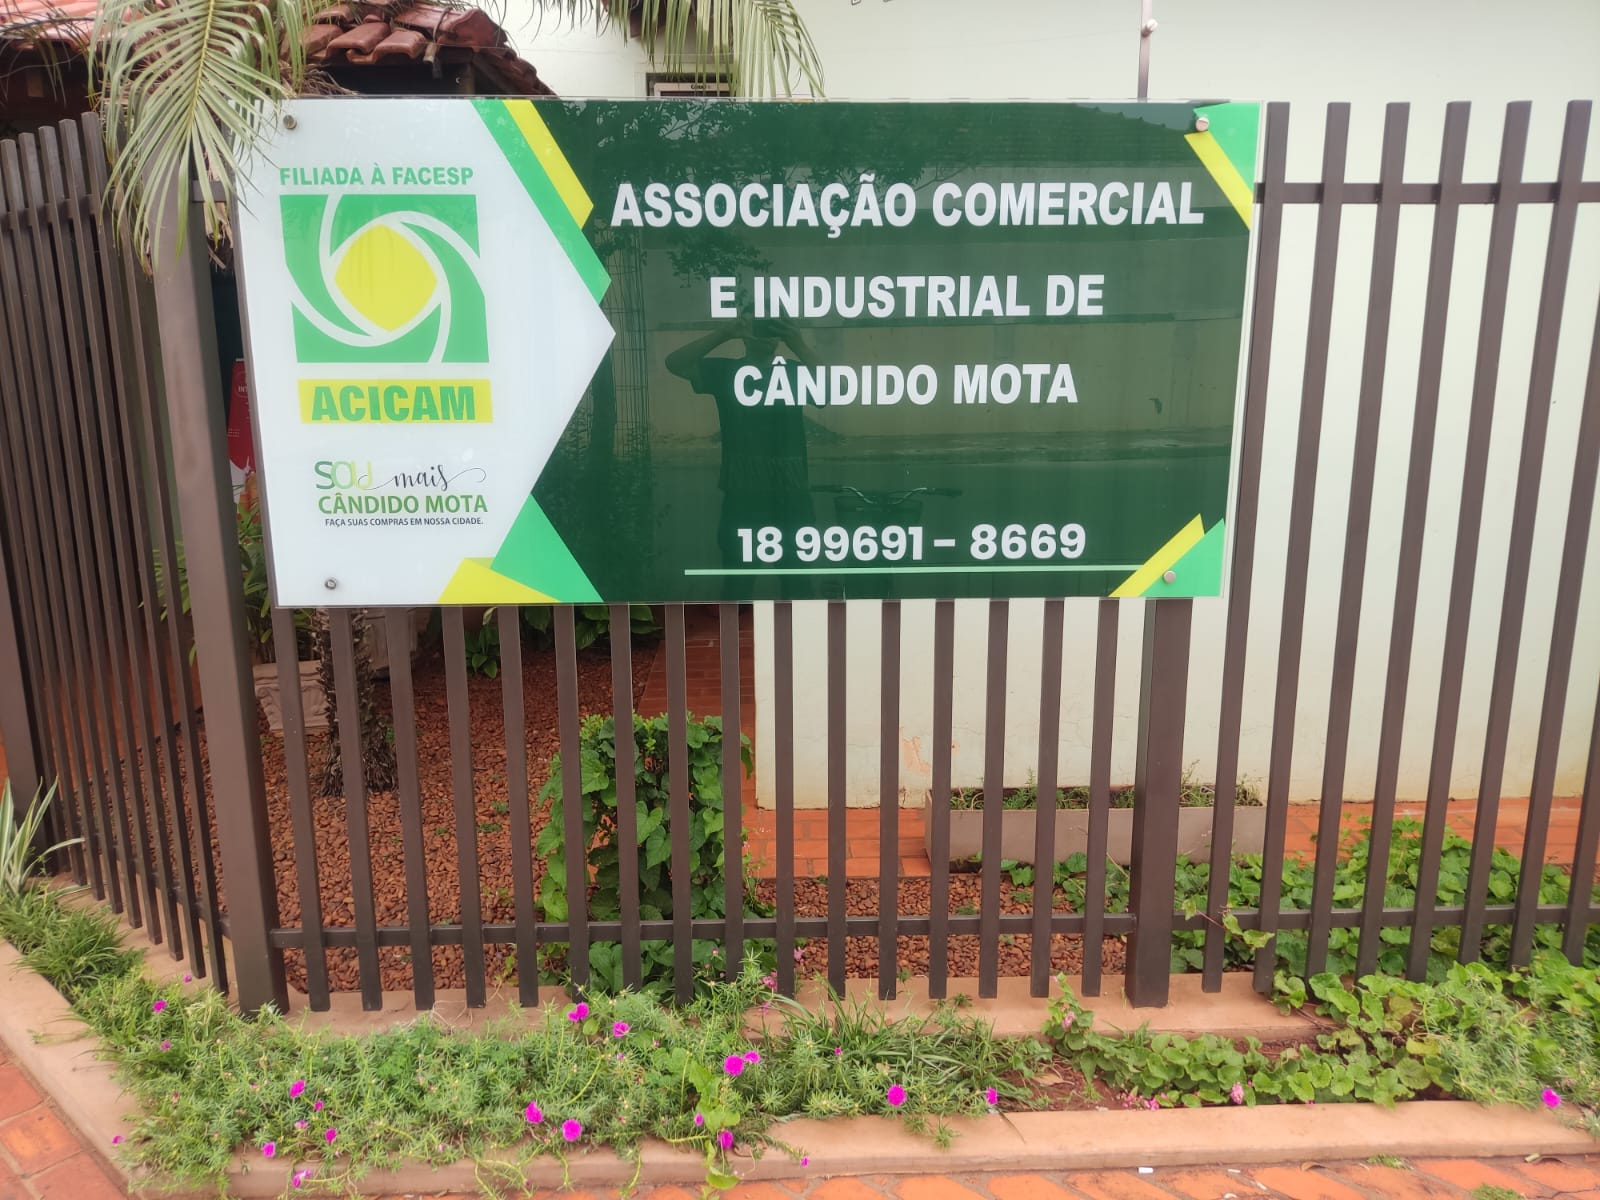 FILIADA À FACESP
ACICAM
SOU mais
CÂNDIDO MOTA
FAÇA SUAS COMPRAS EM NOSSA CIDADE.
ASSOCIAÇÃO COMERCIAL
E INDUSTRIAL DE
CÂNDIDO MOTA
18 99691 - 8669